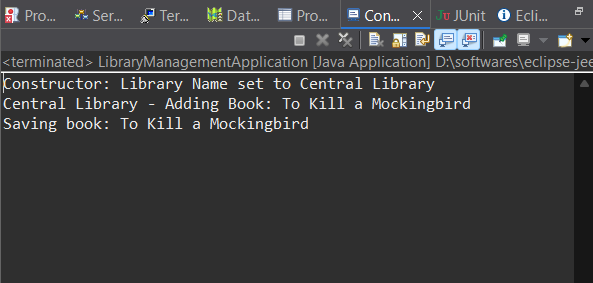 Pro... Ser... Ter... Dat... Pro... Con... JUnit Ecli...
<terminated> LibraryManagementApplication [Java Application] D:\softwares\eclipse-jee
Constructor: Library Name set to Central Library
Central Library - Adding Book: To Kill a Mockingbird
Saving book: To Kill a Mockingbird